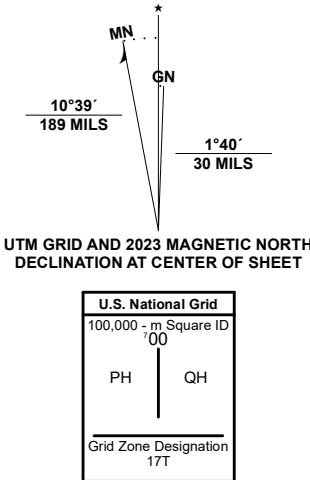 ★
MN
GN
10°39´
189 MILS
1°40´
30 MILS
UTM GRID AND 2023 MAGNETIC NORTH
DECLINATION AT CENTER OF SHEET
U.S. National Grid
100,000 - m Square ID
⁷00
PH QH
Grid Zone Designation
17T